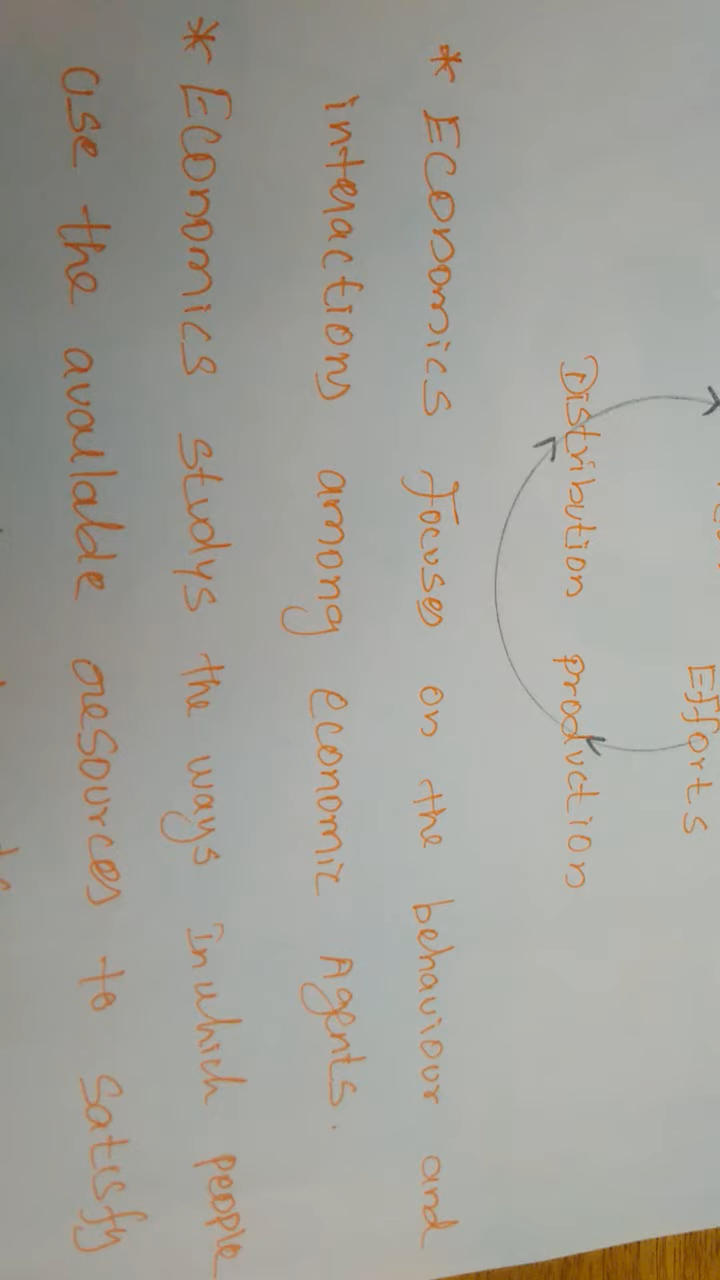 Efforts
Distribution production
* Economics focuses on the behaviour and
interactions among economic Agents.
* Economics studys the ways In which people
use the available resources to satisfy